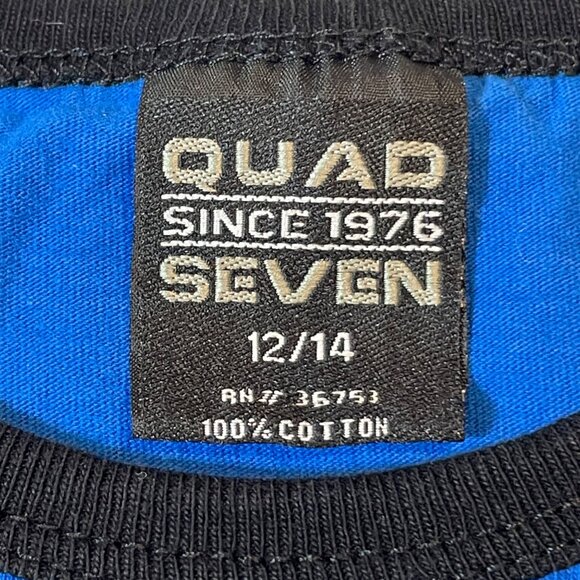 QUAD
SINCE 1976
SEVEN
12/14
RN# 36753
100% COTTON